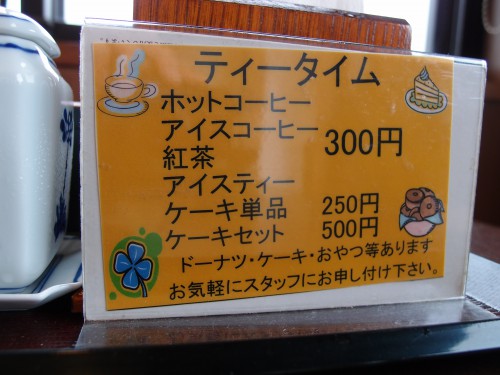 ティータイム
ホットコーヒー
アイスコーヒー 300円
紅茶
アイスティー
ケーキ単品 250円
ケーキセット 500円
ドーナツ・ケーキ・おやつ等あります
お気軽にスタッフにお申し付け下さい。